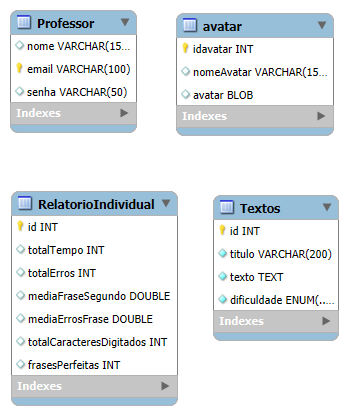 Professor
nome VARCHAR(15...
email VARCHAR(100)
senha VARCHAR(50)
Indexes
avatar
idavatar INT
nomeAvatar VARCHAR(15...
avatar BLOB
Indexes
RelatorioIndividual
id INT
totalTempo INT
totalErros INT
mediaFraseSegundo DOUBLE
mediaErrosFrase DOUBLE
totalCaracteresDigitados INT
frasesPerfeitas INT
Indexes
Textos
id INT
titulo VARCHAR(200)
texto TEXT
dificuldade ENUM(...
Indexes